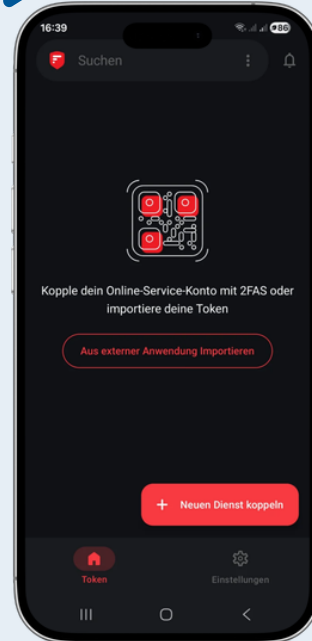 16:39
86
Suchen
Kopple dein Online-Service-Konto mit 2FAS oder
importiere deine Token
Aus externer Anwendung Importieren
+ Neuen Dienst koppeln
Token
Einstellungen